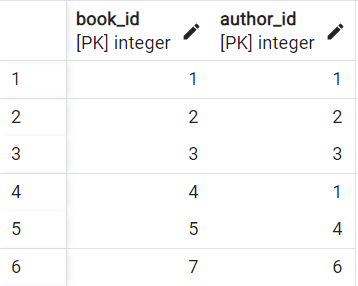 book_id author_id
[PK] integer [PK] integer
1 1 1
2 2 2
3 3 3
4 4 1
5 5 4
6 7 6